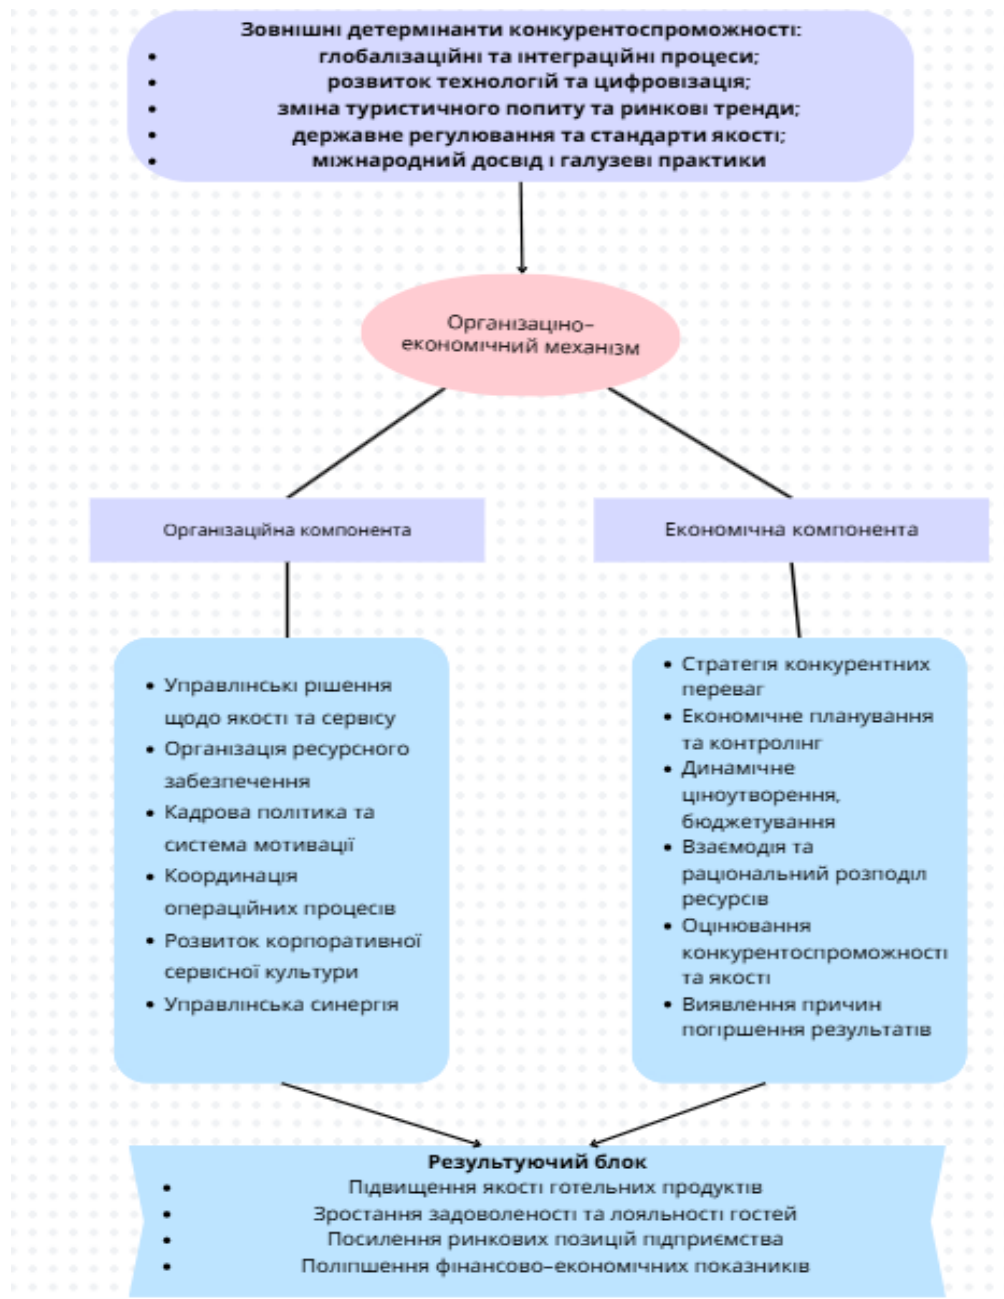 Зовнішні детермінанти конкурентоспроможності:
• глобалізаційні та інтеграційні процеси;
• розвиток технологій та цифровізація;
• зміна туристичного попиту та ринкові тренди;
• державне регулювання та стандарти якості;
• міжнародний досвід і галузеві практики
Організаціно-
економічний механізм
Організаційна компонента
Економічна компонента
• Управлінські рішення
щодо якості та сервісу
• Організація ресурсного
забезпечення
• Кадрова політика та
система мотивації
• Координація
операційних процесів
• Розвиток корпоративної
сервісної культури
• Управлінська синергія
• Стратегія конкурентних
переваг
• Економічне планування
та контролінг
• Динамічне
ціноутворення,
бюджетування
• Взаємодія та
раціональний розподіл
ресурсів
• Оцінювання
конкурентоспроможності
та якості
• Виявлення причин
погіршення результатів
Результуючий блок
• Підвищення якості готельних продуктів
• Зростання задоволеності та лояльності гостей
• Посилення ринкових позицій підприємства
• Поліпшення фінансово-економічних показників